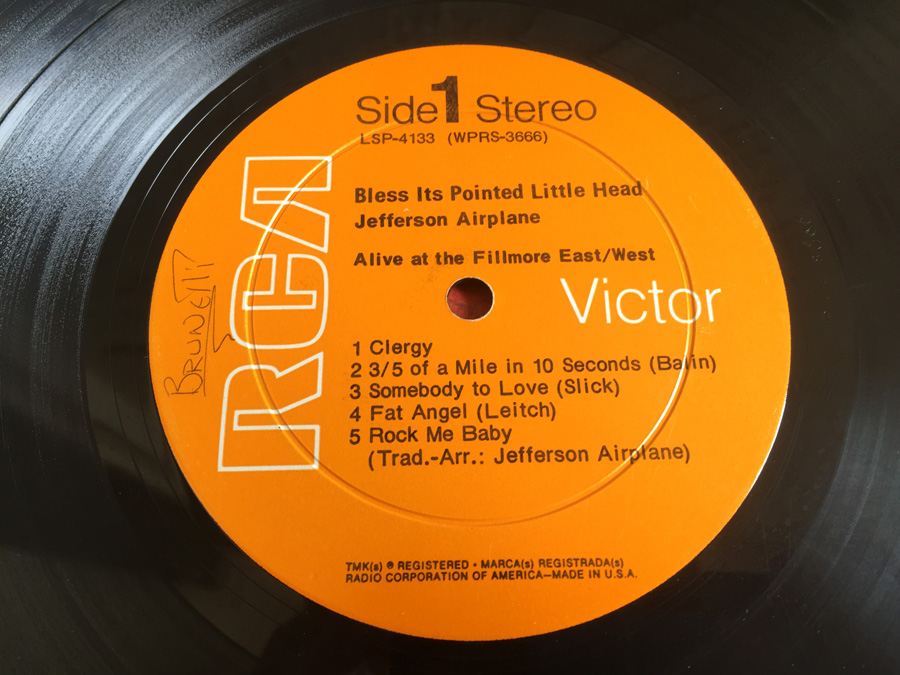 Side 1 Stereo
LSP-4133 (WPRS-3666)
Bless Its Pointed Little Head
Jefferson Airplane
Alive at the Fillmore East/West
RCA
Victor
BRUNETTI
1 Clergy
2 3/5 of a Mile in 10 Seconds (Balin)
3 Somebody to Love (Slick)
4 Fat Angel (Leitch)
5 Rock Me Baby
(Trad.-Arr.: Jefferson Airplane)
TMK(s) ® REGISTERED • MARCA(s) REGISTRADA(s)
RADIO CORPORATION OF AMERICA—MADE IN U.S.A.